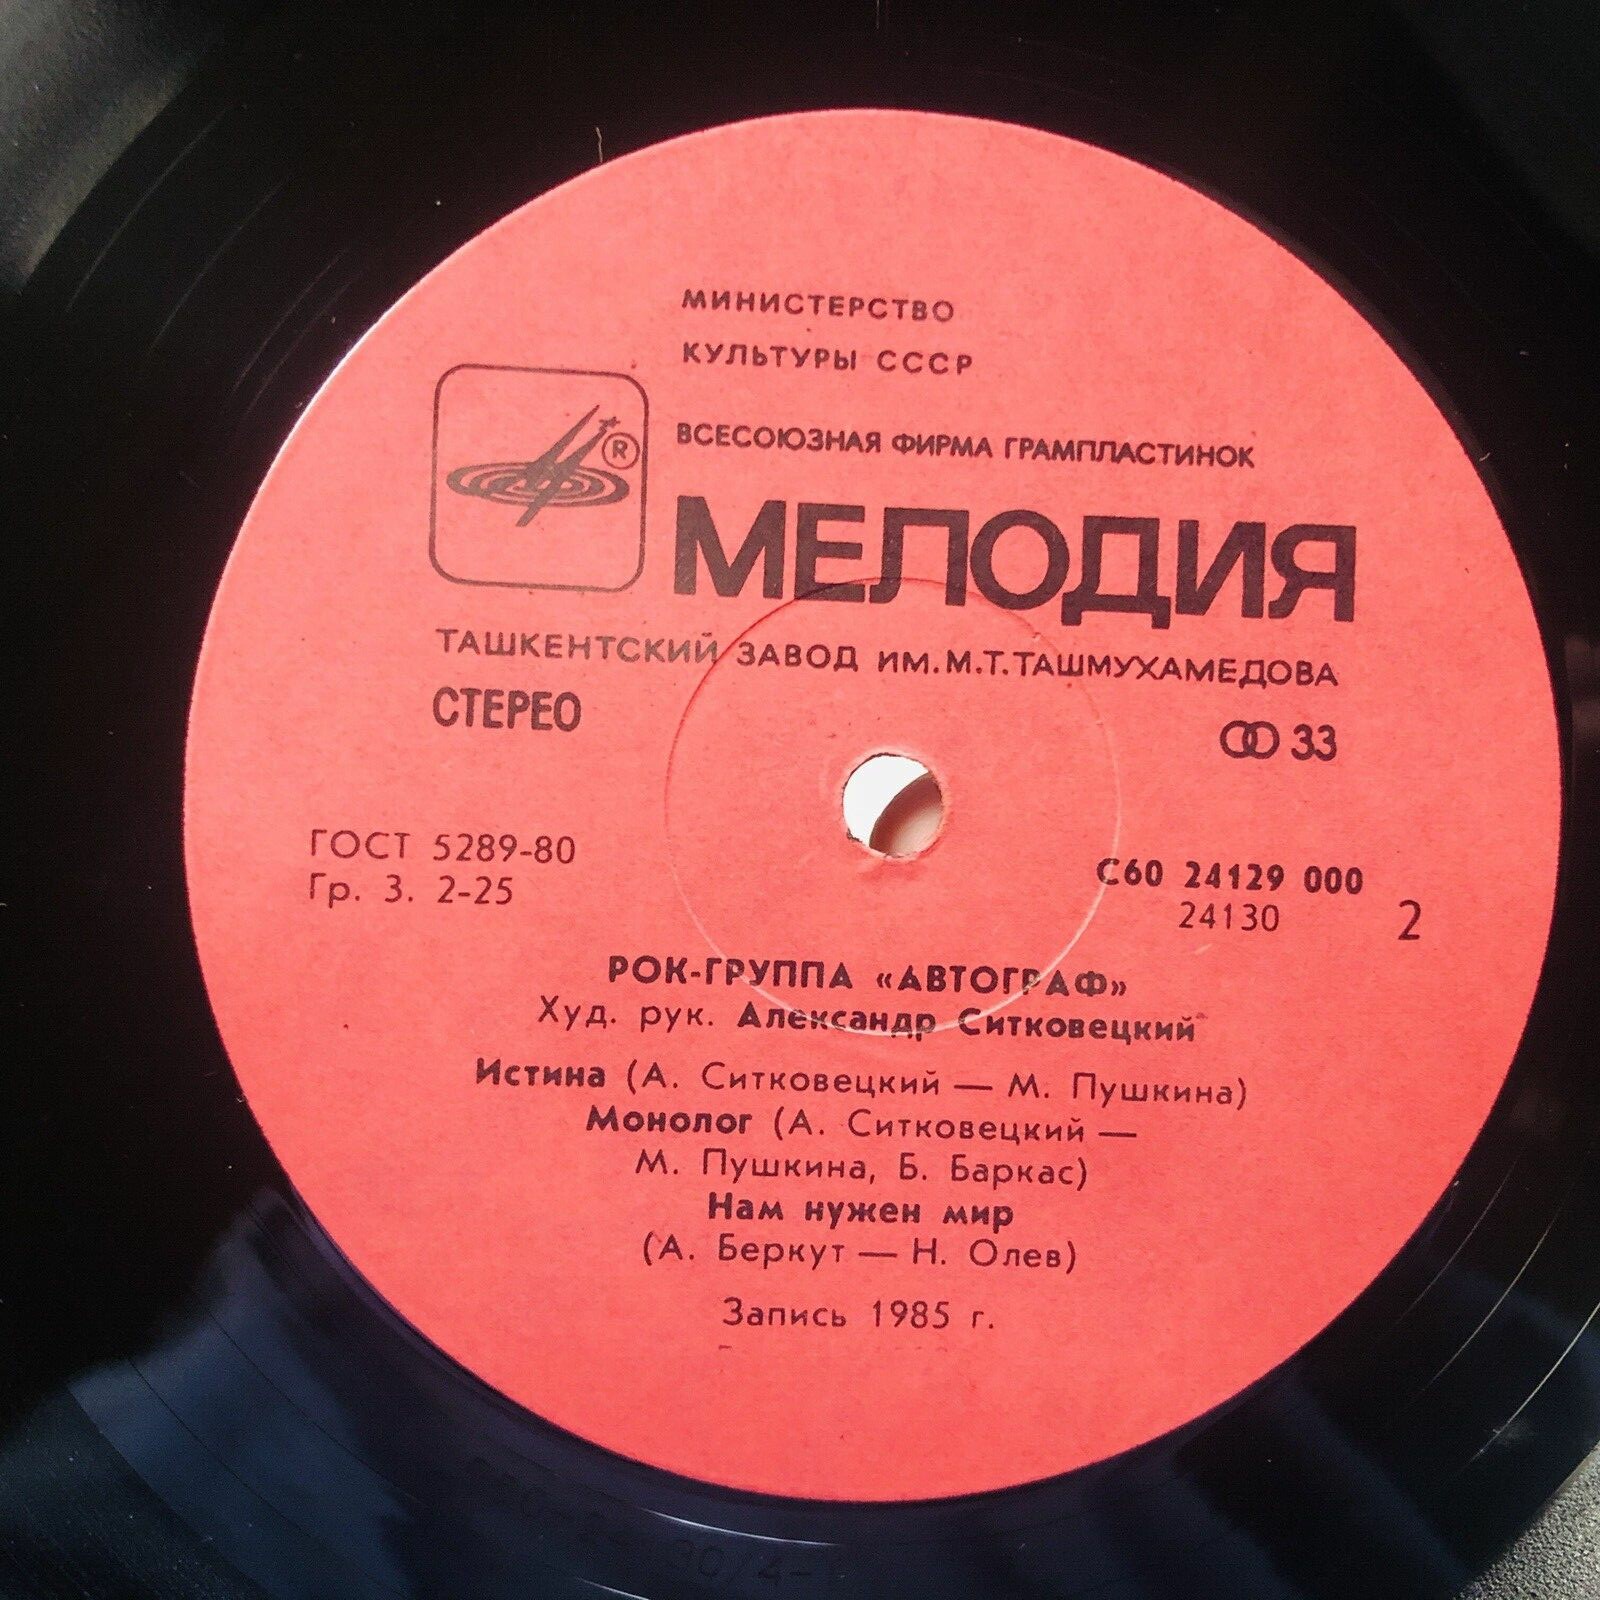 МИНИСТЕРСТВО
КУЛЬТУРЫ СССР
ВСЕСОЮЗНАЯ ФИРМА ГРАМПЛАСТИНОК
®
МЕЛОДИЯ
ТАШКЕНТСКИЙ ЗАВОД ИМ. М.Т. ТАШМУХАМЕДОВА
СТЕРЕО
33
ГОСТ 5289-80
Гр. 3. 2-25
С60 24129 000
24130
2
РОК-ГРУППА «АВТОГРАФ»
Худ. рук. Александр Ситковецкий
Истина (А. Ситковецкий — М. Пушкина)
Монолог (А. Ситковецкий —
М. Пушкина, Б. Баркас)
Нам нужен мир
(А. Беркут — Н. Олев)
Запись 1985 г.